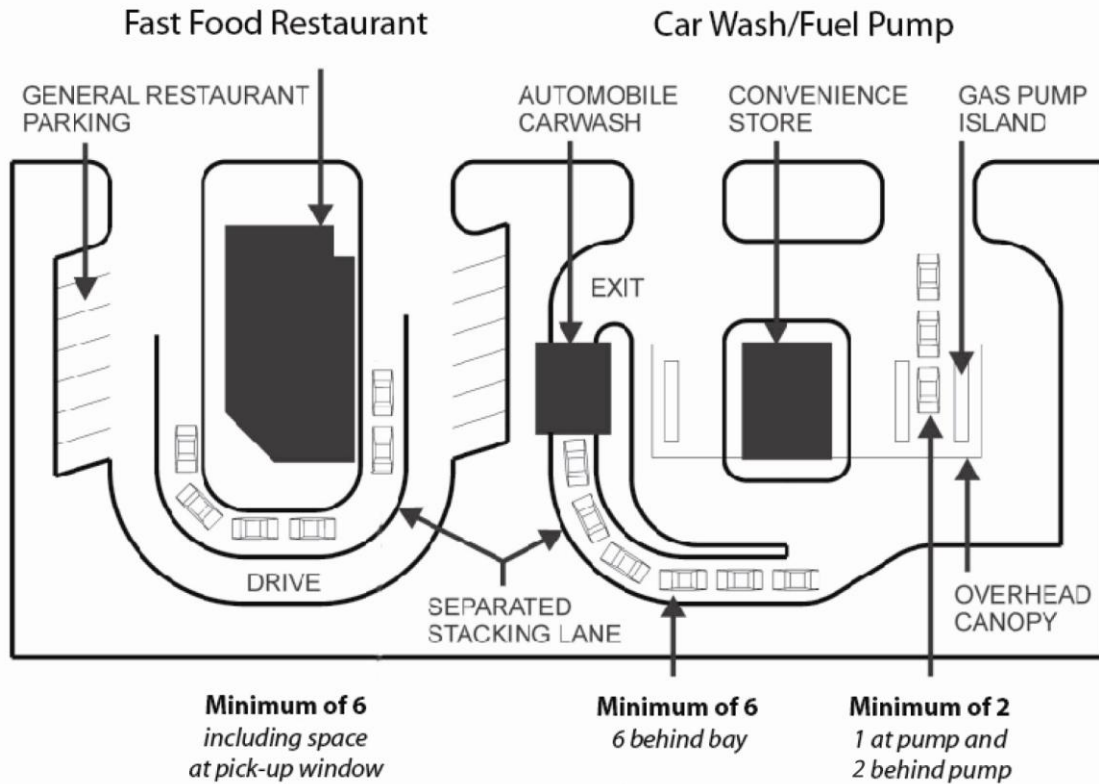 Fast Food Restaurant
Car Wash/Fuel Pump
GENERAL RESTAURANT
PARKING
AUTOMOBILE
CARWASH
CONVENIENCE
STORE
GAS PUMP
ISLAND
EXIT
DRIVE
SEPARATED
STACKING LANE
OVERHEAD
CANOPY
Minimum of 6
including space
at pick-up window
Minimum of 6
6 behind bay
Minimum of 2
1 at pump and
2 behind pump